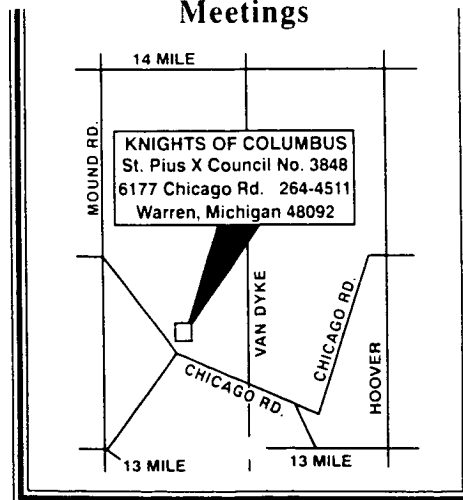 Meetings
14 MILE
MOUND RD.
KNIGHTS OF COLUMBUS
St. Pius X Council No. 3848
6177 Chicago Rd. 264-4511
Warren, Michigan 48092
VAN DYKE
CHICAGO RD.
CHICAGO RD.
HOOVER
13 MILE
13 MILE